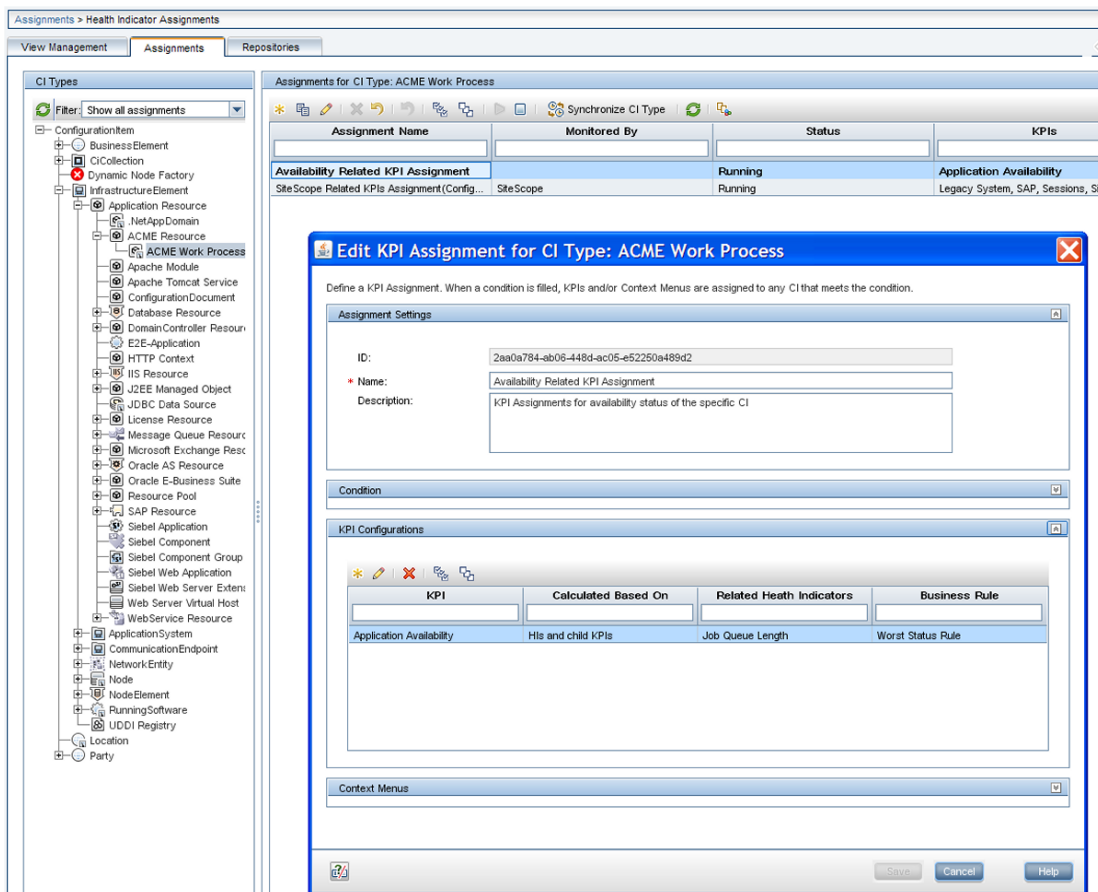 Assignments > Health Indicator Assignments
View Management
Assignments
Repositories
CI Types
Filter: Show all assignments
ConfigurationItem
BusinessElement
CiCollection
Dynamic Node Factory
InfrastructureElement
Application Resource
.NetAppDomain
ACME Resource
ACME Work Process
Apache Module
Apache Tomcat Service
ConfigurationDocument
Database Resource
DomainController Resour
E2E-Application
HTTP Context
IIS Resource
J2EE Managed Object
JDBC Data Source
License Resource
Message Queue Resourc
Microsoft Exchange Resc
Oracle AS Resource
Oracle E-Business Suite
Resource Pool
SAP Resource
Siebel Application
Siebel Component
Siebel Component Group
Siebel Web Application
Siebel Web Server Exten
Web Server Virtual Host
WebService Resource
ApplicationSystem
CommunicationEndpoint
NetworkEntity
Node
NodeElement
RunningSoftware
UDDI Registry
Location
Party
Assignments for CI Type: ACME Work Process
Synchronize CI Type
Assignment Name Monitored By Status KPIs
Availability Related KPI Assignment Running Application Availability
SiteScope Related KPIs Assignment(Config... SiteScope Running Legacy System, SAP, Sessions, Si
Edit KPI Assignment for CI Type: ACME Work Process
Define a KPI Assignment. When a condition is filled, KPIs and/or Context Menus are assigned to any CI that meets the condition.
Assignment Settings
ID: 2aa0a784-ab06-448d-ac05-e52250a489d2
* Name: Availability Related KPI Assignment
Description: KPI Assignments for availability status of the specific CI
Condition
KPI Configurations
KPI Calculated Based On Related Heath Indicators Business Rule
Application Availability HIs and child KPIs Job Queue Length Worst Status Rule
Context Menus
Save Cancel Help